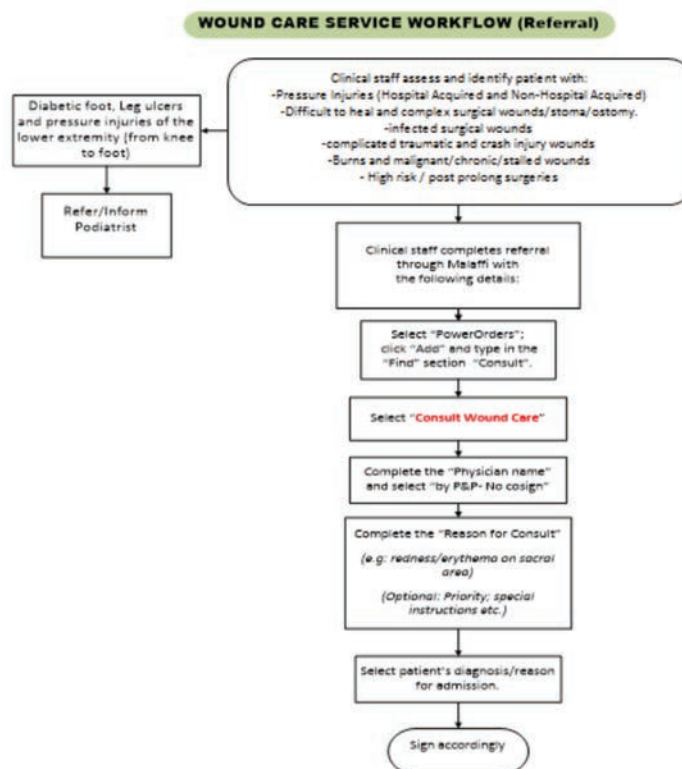 WOUND CARE SERVICE WORKFLOW (Referral)
Clinical staff assess and identify patient with:
-Pressure Injuries (Hospital Acquired and Non-Hospital Acquired)
-Difficult to heal and complex surgical wounds/stoma/ostomy.
-infected surgical wounds
-complicated traumatic and crash injury wounds
-Burns and malignant/chronic/stalled wounds
- High risk / post prolong surgeries
Diabetic foot, Leg ulcers
and pressure injuries of the
lower extremity (from knee
to foot)
Refer/Inform
Podiatrist
Clinical staff completes referral
through Malaffi with
the following details:
Select "PowerOrders";
click "Add" and type in the
"Find" section "Consult".
Select "Consult Wound Care"
Complete the "Physician name"
and select "by P&P- No cosign"
Complete the "Reason for Consult"
(e.g: redness/erythema on sacral
area)
(Optional: Priority; special
instructions etc.)
Select patient's diagnosis/reason
for admission.
Sign accordingly